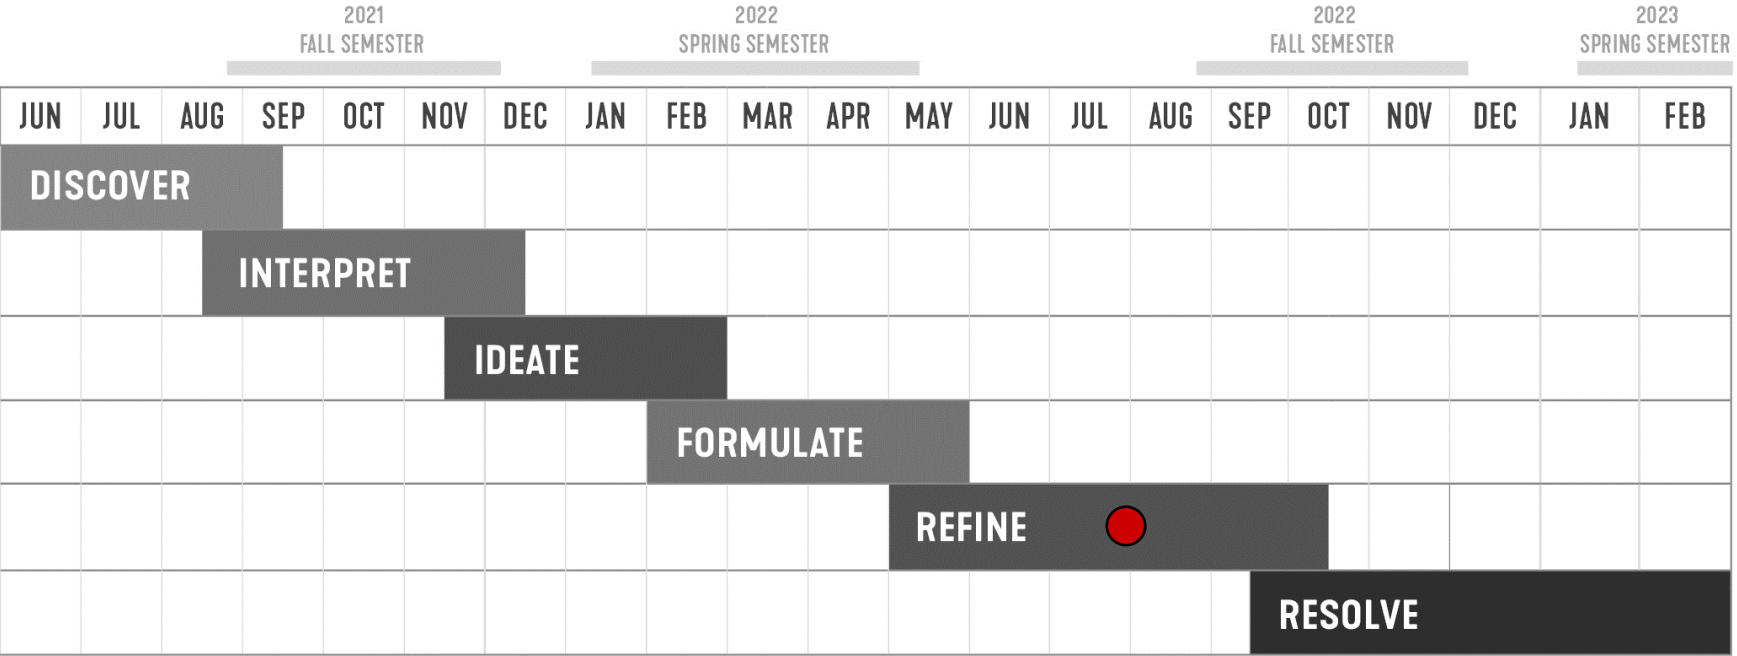 2021
FALL SEMESTER
2022
SPRING SEMESTER
2022
FALL SEMESTER
2023
SPRING SEMESTER
JUN JUL AUG SEP OCT NOV DEC JAN FEB MAR APR MAY JUN JUL AUG SEP OCT NOV DEC JAN FEB
DISCOVER
INTERPRET
IDEATE
FORMULATE
REFINE
RESOLVE